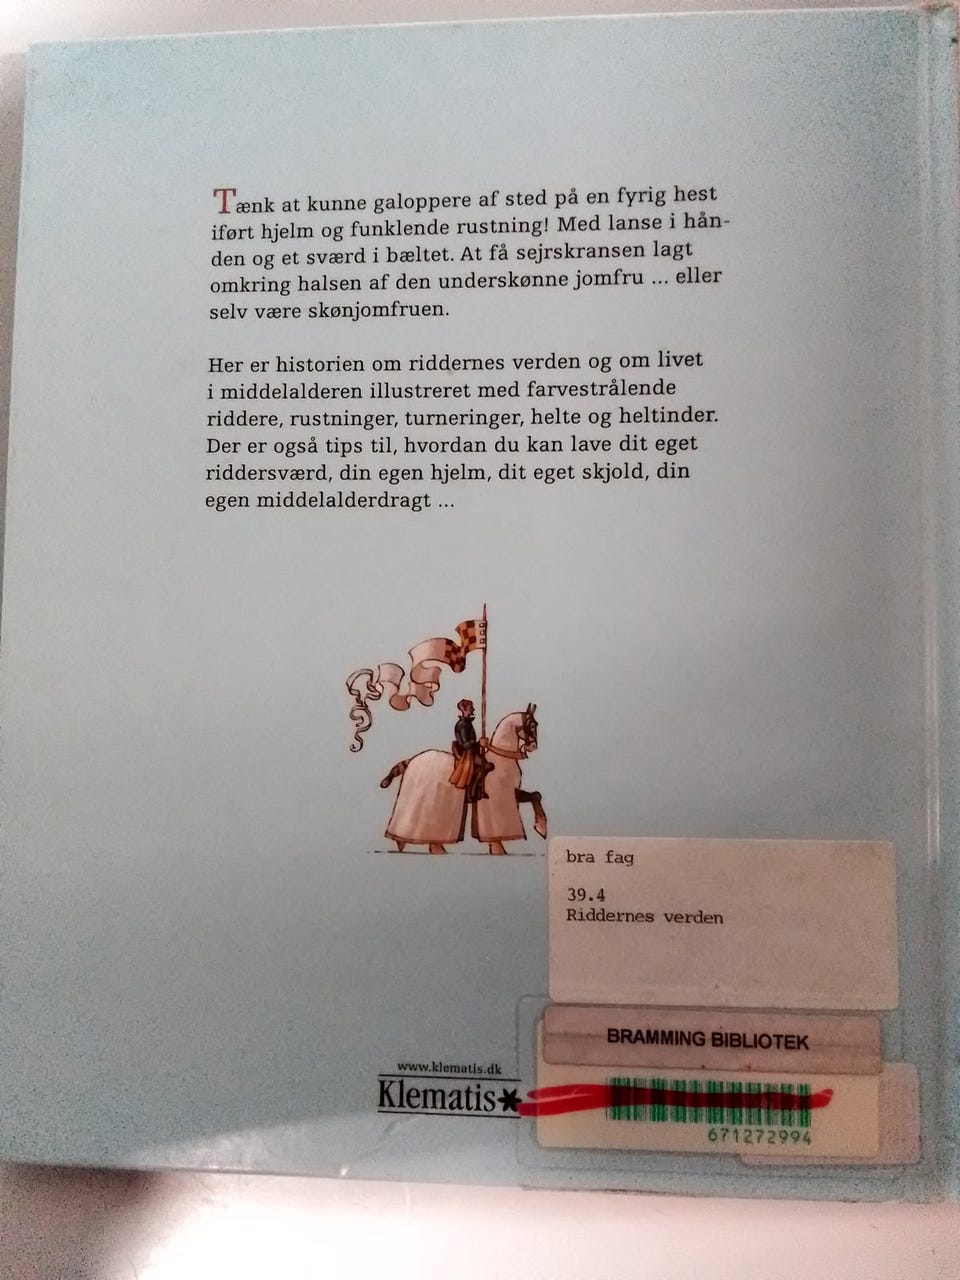 Tænk at kunne galoppere af sted på en fyrig hest
iført hjelm og funklende rustning! Med lanse i hån-
den og et sværd i bæltet. At få sejrskransen lagt
omkring halsen af den underskønne jomfru ... eller
selv være skønjomfruen.
Her er historien om riddernes verden og om livet
i middelalderen illustreret med farvestrålende
riddere, rustninger, turneringer, helte og heltinder.
Der er også tips til, hvordan du kan lave dit eget
riddersværd, din egen hjelm, dit eget skjold, din
egen middelalderdragt ...
bra fag
39.4
Riddernes verden
BRAMMING BIBLIOTEK
www.klematis.dk
Klematis
671272994